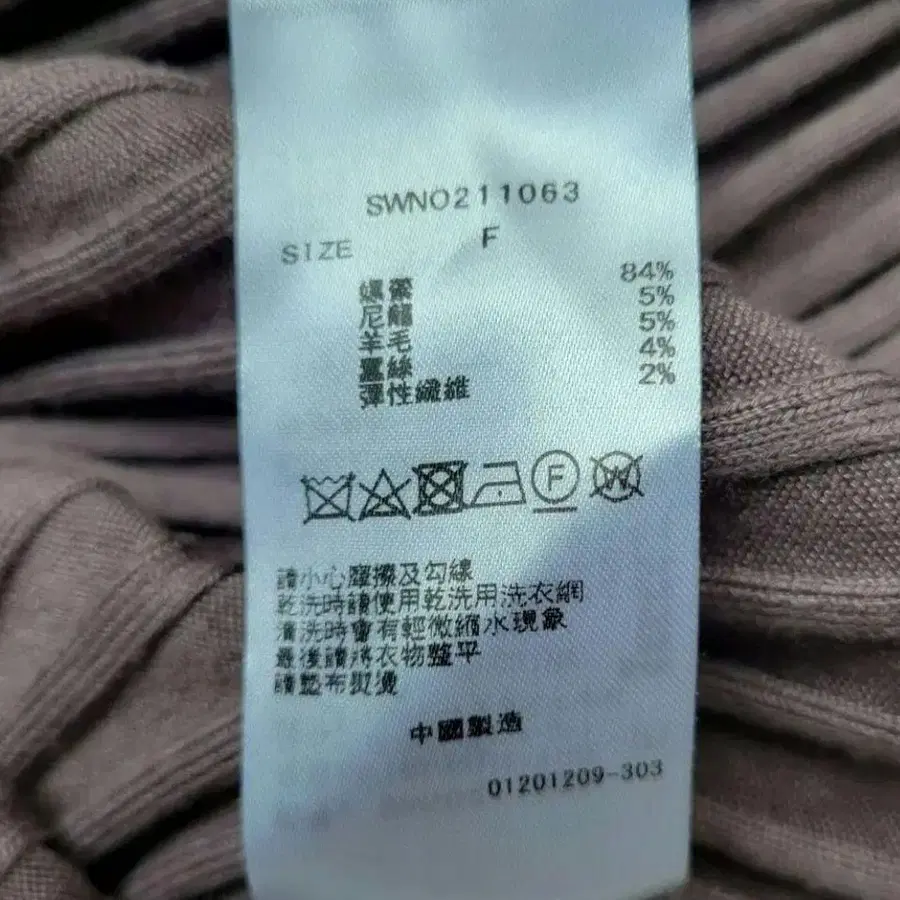 SWNO211063
SIZE F
嫘縈 84%
尼龍 5%
羊毛 5%
蠶絲 4%
彈性纖維 2%
F W
請小心摩擦及勾線
乾洗時請使用乾洗用洗衣網
清洗時會有輕微縮水現象
最後請將衣物整平
請墊布熨燙
中國製造
01201209-303